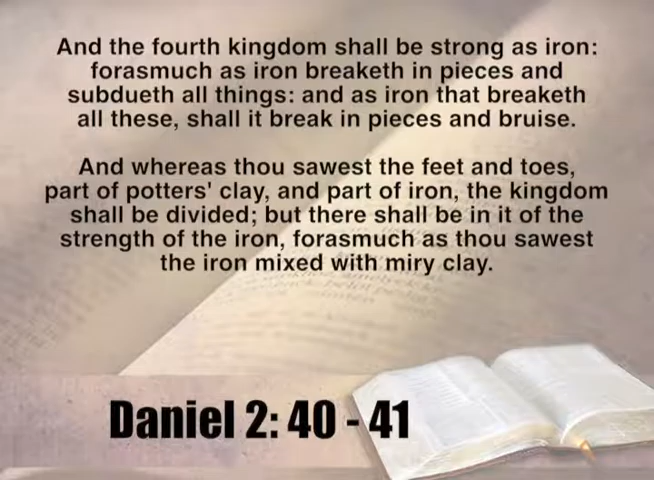 And the fourth kingdom shall be strong as iron:
forasmuch as iron breaketh in pieces and
subdueth all things: and as iron that breaketh
all these, shall it break in pieces and bruise.
And whereas thou sawest the feet and toes,
part of potters' clay, and part of iron, the kingdom
shall be divided; but there shall be in it of the
strength of the iron, forasmuch as thou sawest
the iron mixed with miry clay.
Daniel 2: 40 - 41